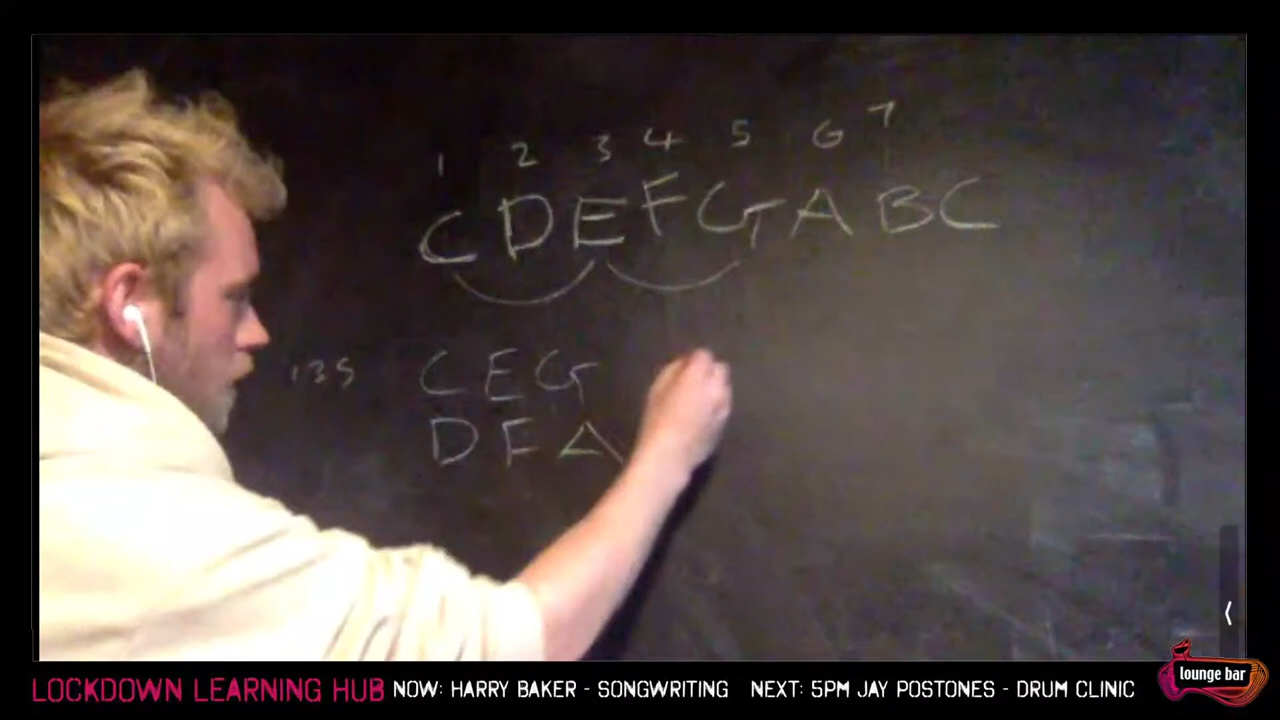 1 2 3 4 5 6 7
C D E F G A B C
135 C E G
D F A
LOCKDOWN LEARNING HUB NOW: HARRY BAKER - SONGWRITING NEXT: 5PM JAY POSTONES - DRUM CLINIC
lounge bar